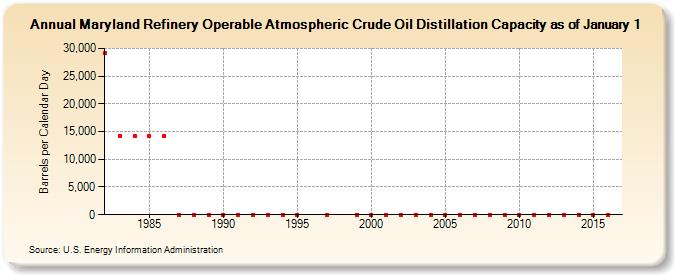 Annual Maryland Refinery Operable Atmospheric Crude Oil Distillation Capacity as of January 1
Barrels per Calendar Day
30,000
25,000
20,000
15,000
10,000
5,000
0
1985 1990 1995 2000 2005 2010 2015
Source: U.S. Energy Information Administration